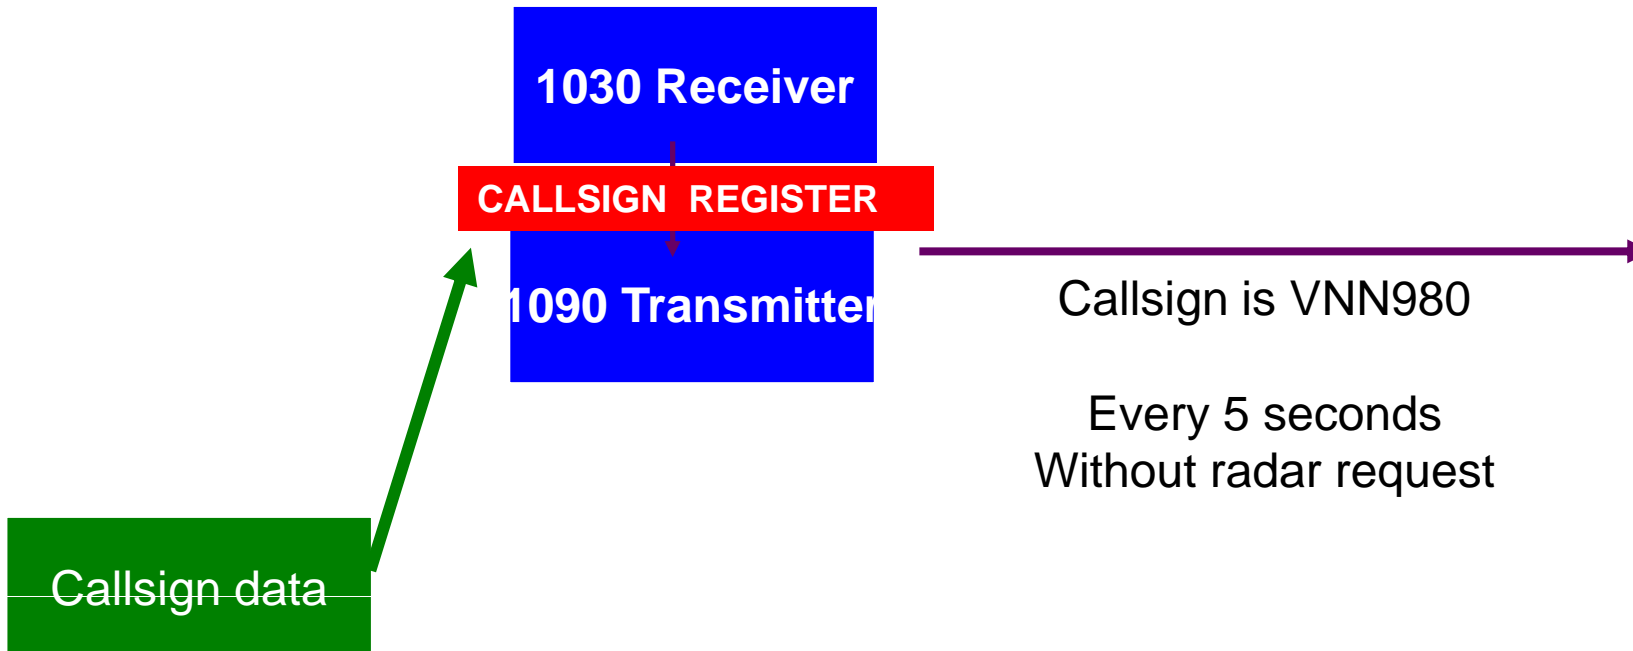 1030 Receiver
CALLSIGN REGISTER
1090 Transmitter
Callsign is VNN980
Every 5 seconds
Without radar request
Callsign data